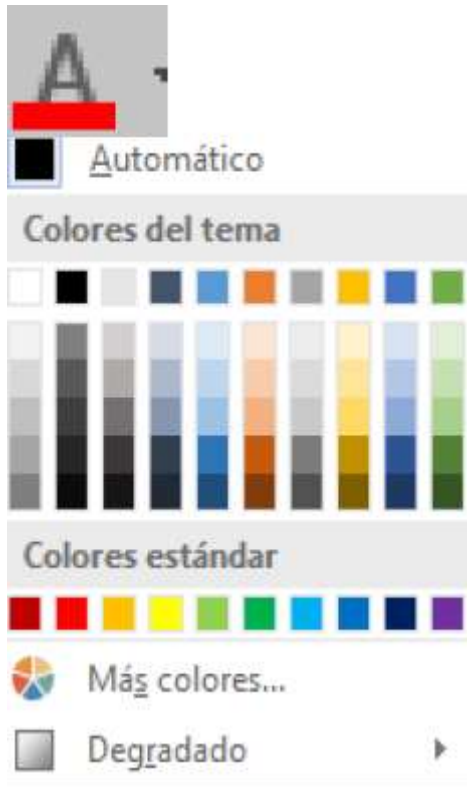 A
Automático
Colores del tema
Colores estándar
Más colores...
Degradado